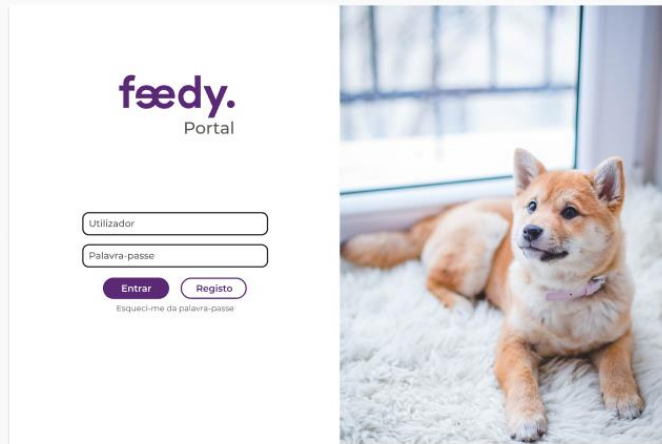 feedy.
Portal
Utilizador
Palavra-passe
Entrar Registo
Esqueci-me da palavra-passe